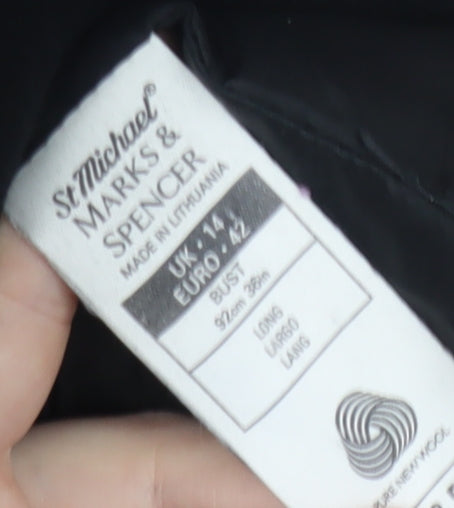 St Michael®
MARKS &
SPENCER
MADE IN LITHUANIA
UK · 14
EURO · 42
BUST
92cm 36in
LONG
LARGO
LANG
PURE NEW WOOL